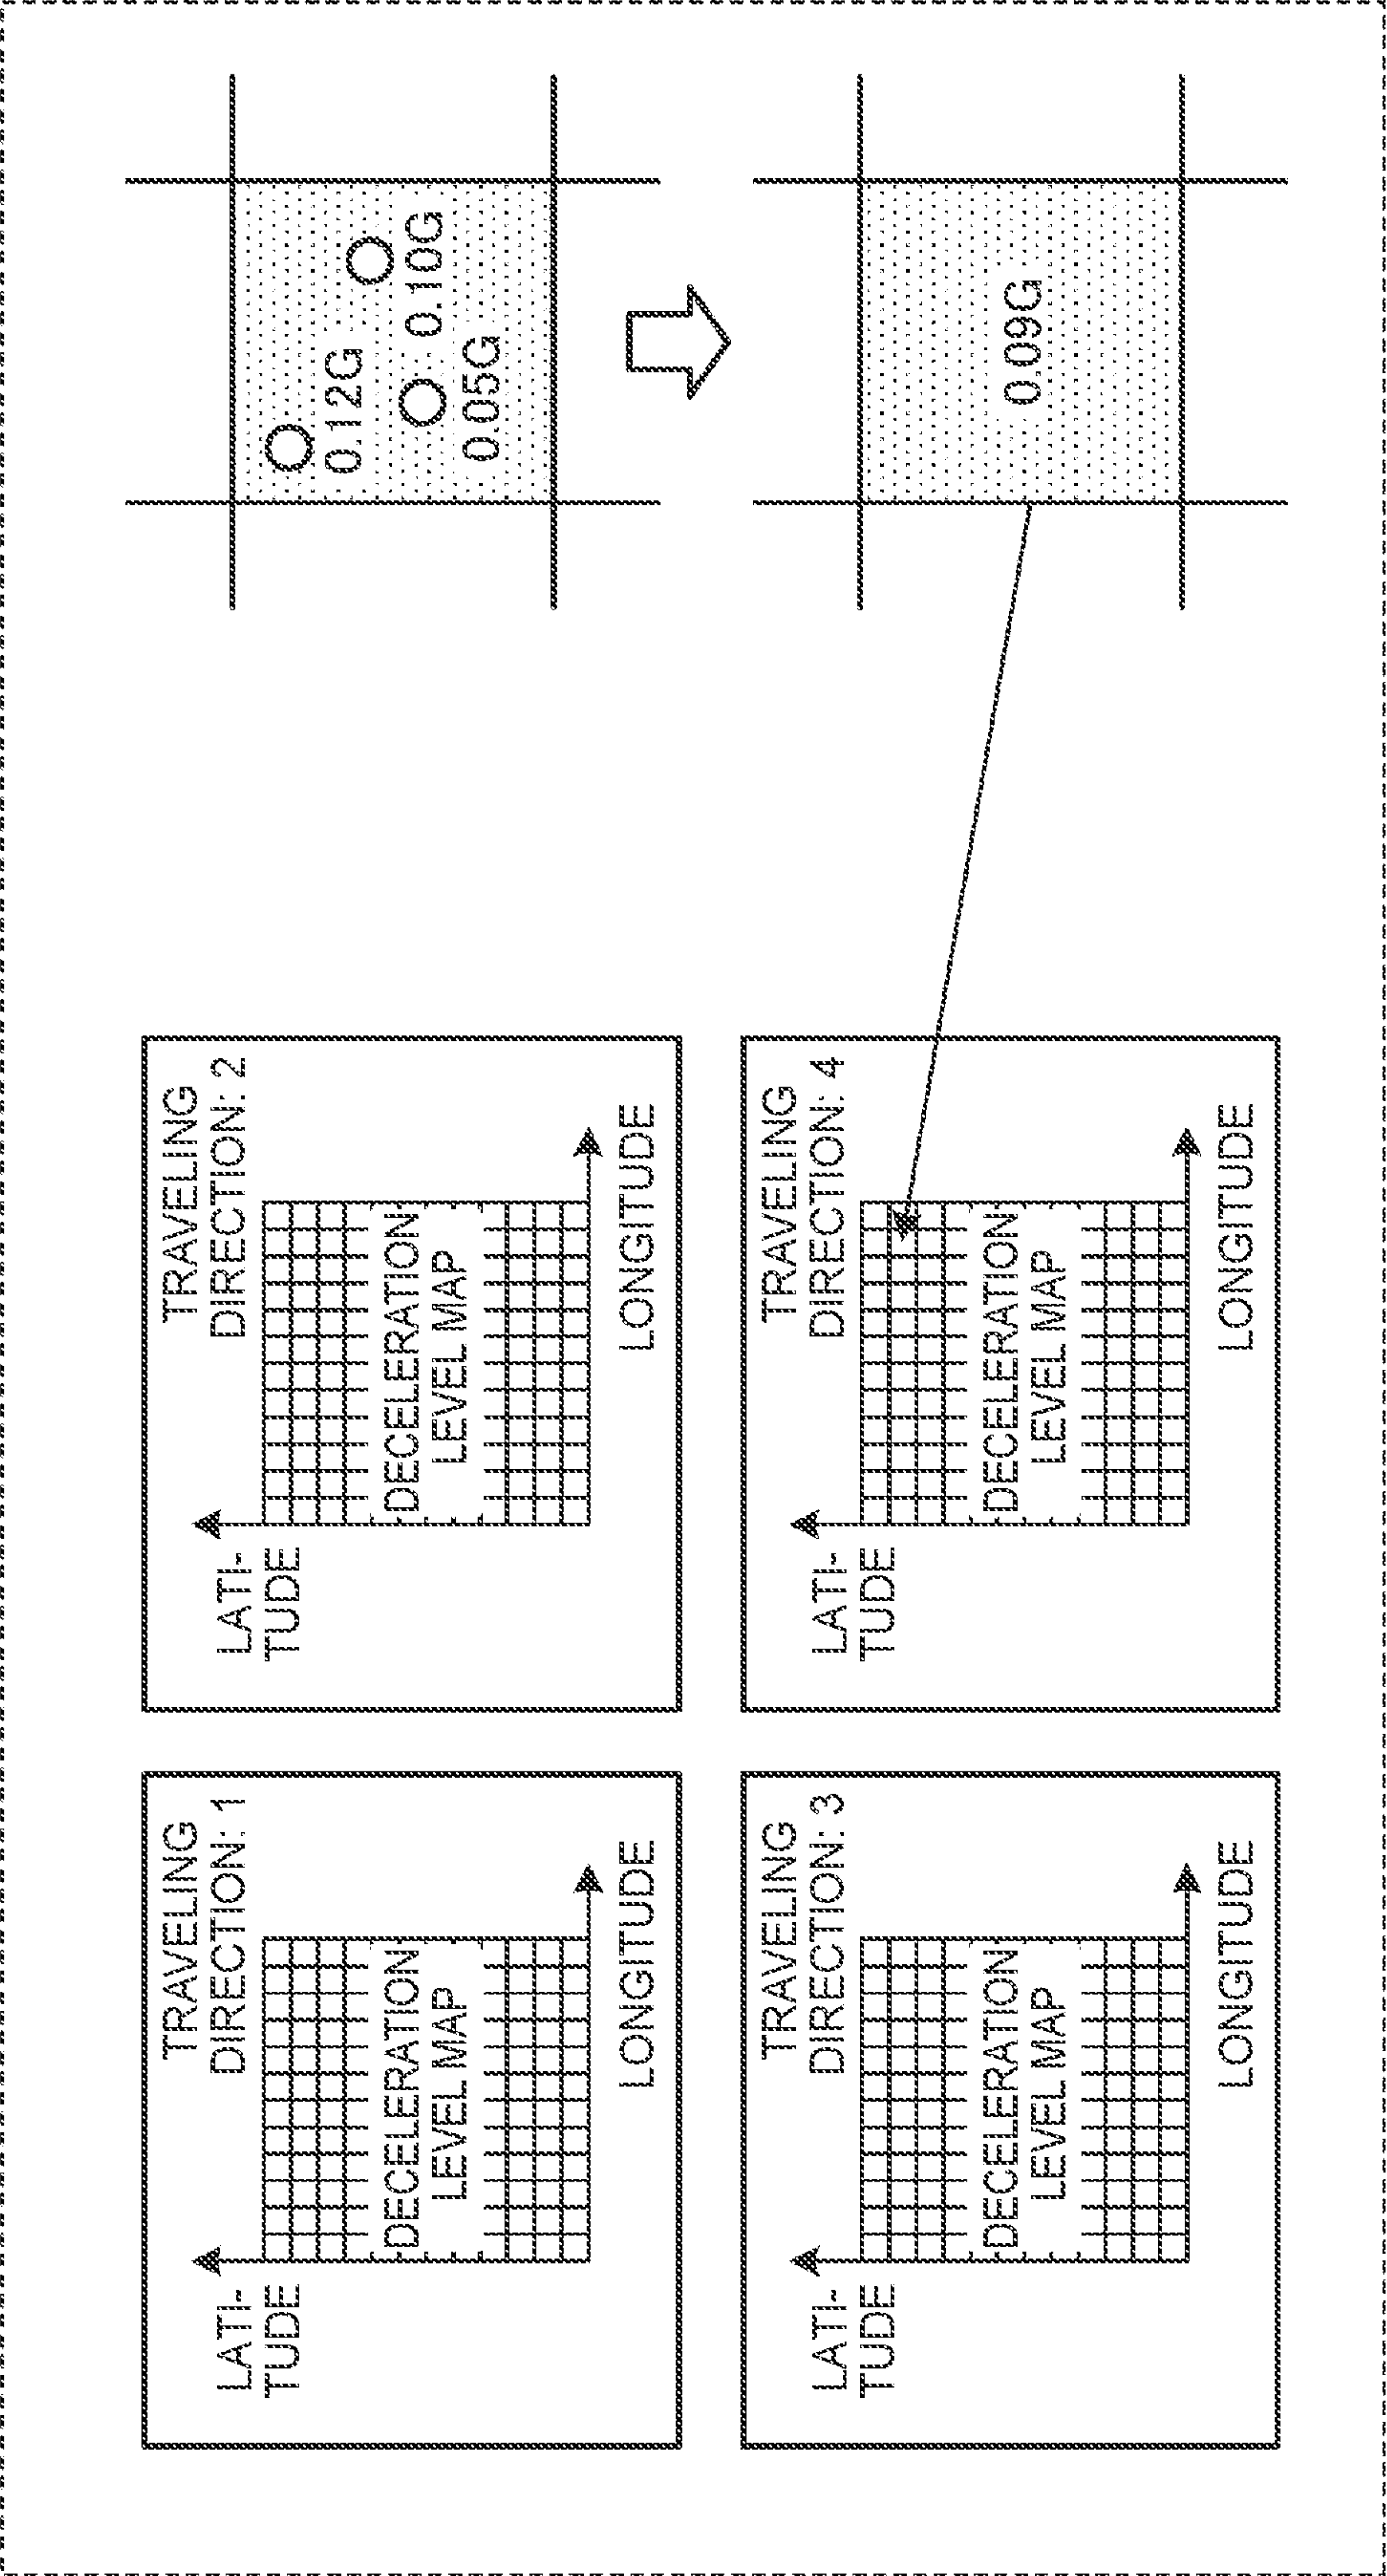 TRAVELING
DIRECTION: 1
LATI-
TUDE
DECELERATION
LEVEL MAP
LONGITUDE
TRAVELING
DIRECTION: 2
LATI-
TUDE
DECELERATION
LEVEL MAP
LONGITUDE
TRAVELING
DIRECTION: 3
LATI-
TUDE
DECELERATION
LEVEL MAP
LONGITUDE
TRAVELING
DIRECTION: 4
LATI-
TUDE
DECELERATION
LEVEL MAP
LONGITUDE
0.12G
0.10G
0.05G
0.09G